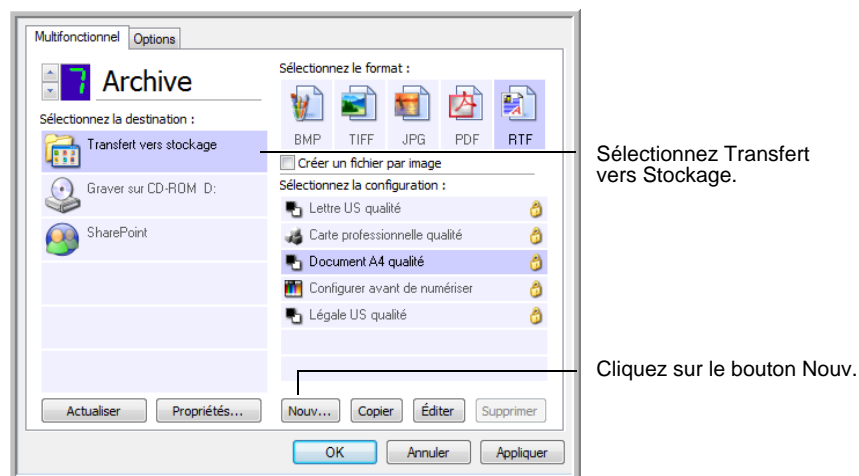 Multifonctionnel Options
7 Archive
Sélectionnez la destination :
Transfert vers stockage
Graver sur CD-ROM D:
SharePoint
Actualiser Propriétés...
Sélectionnez le format :
BMP TIFF JPG PDF RTF
Créer un fichier par image
Sélectionnez la configuration :
Lettre US qualité
Carte professionnelle qualité
Document A4 qualité
Configurer avant de numériser
Légale US qualité
Nouv... Copier Éditer Supprimer
OK Annuler Appliquer
Sélectionnez Transfert
vers Stockage.
Cliquez sur le bouton Nouv.